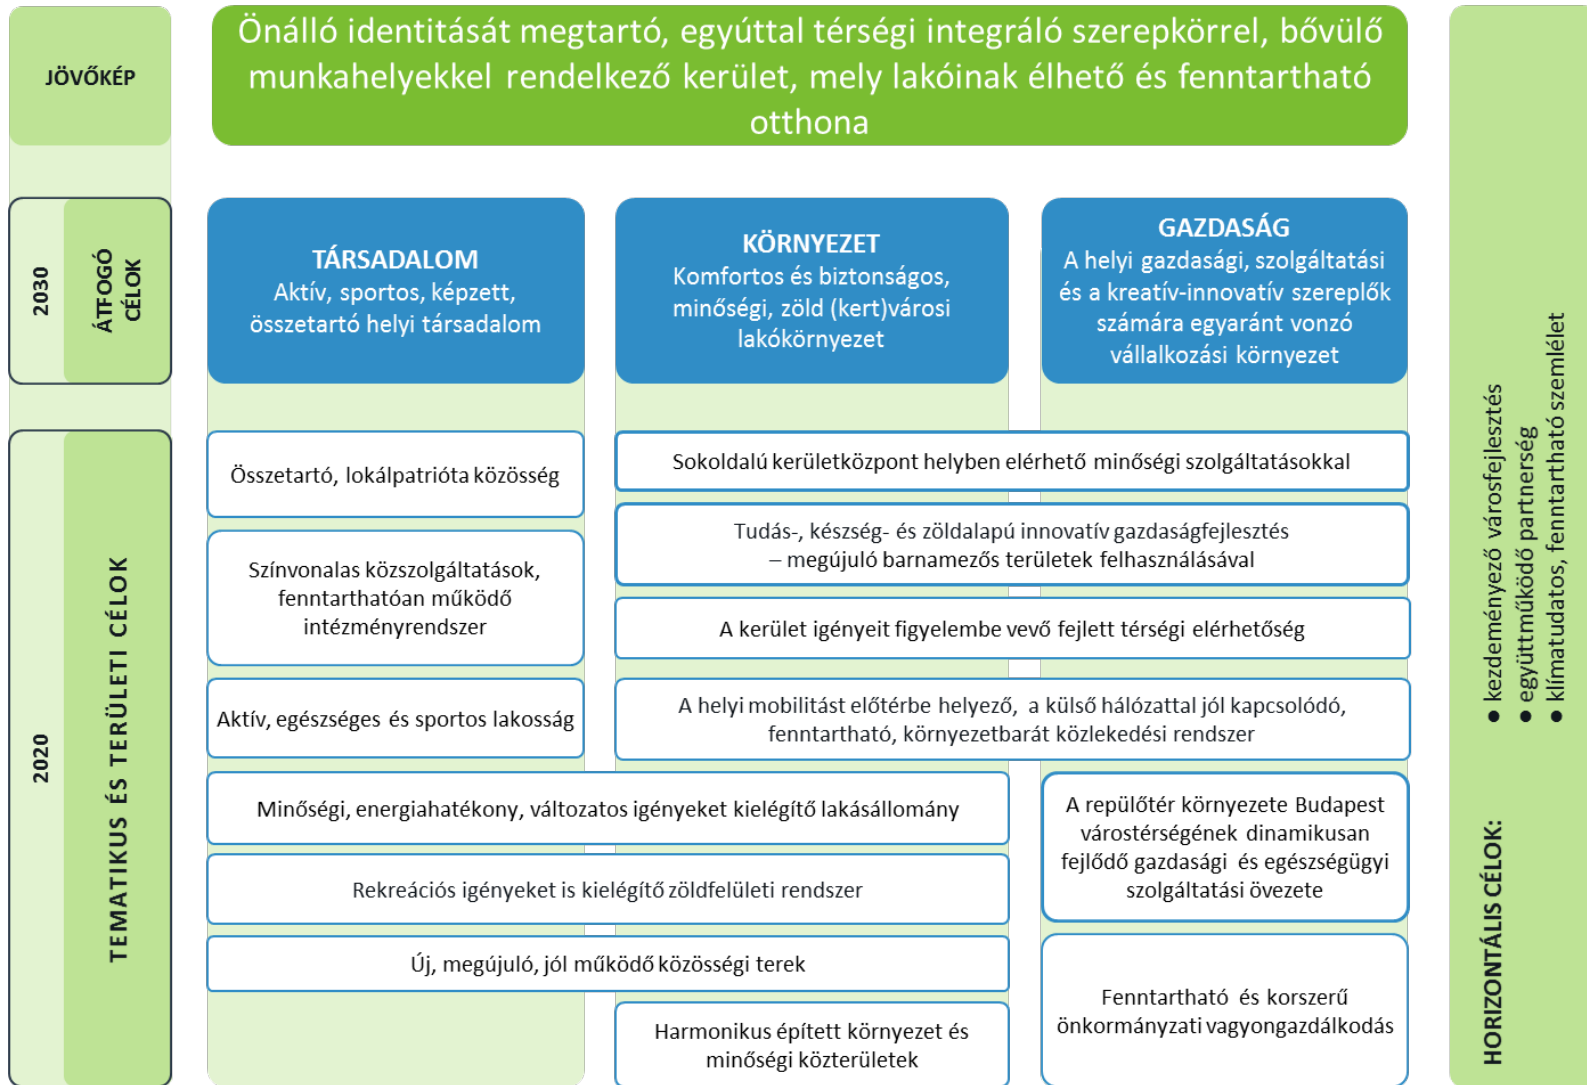 JÖVŐKÉP
Önálló identitását megtartó, egyúttal térségi integráló szerepkörrel, bővülő
munkahelyekkel rendelkező kerület, mely lakóinak élhető és fenntartható
otthona
2030
ÁTFOGÓ
CÉLOK
TÁRSADALOM
Aktív, sportos, képzett,
összetartó helyi társadalom
KÖRNYEZET
Komfortos és biztonságos,
minőségi, zöld (kert)városi
lakókörnyezet
GAZDASÁG
A helyi gazdasági, szolgáltatási
és a kreatív-innovatív szereplők
számára egyaránt vonzó
vállalkozási környezet
2020
TEMATIKUS ÉS TERÜLETI CÉLOK
Összetartó, lokálpatrióta közösség
Színvonalas közszolgáltatások,
fenntarthatóan működő
intézményrendszer
Aktív, egészséges és sportos lakosság
Sokoldalú kerületközpont helyben elérhető minőségi szolgáltatásokkal
Tudás-, készség- és zöldalapú innovatív gazdaságfejlesztés
– megújuló barnamezős területek felhasználásával
A kerület igényeit figyelembe vevő fejlett térségi elérhetőség
A helyi mobilitást előtérbe helyező, a külső hálózattal jól kapcsolódó,
fenntartható, környezetbarát közlekedési rendszer
Minőségi, energiahatékony, változatos igényeket kielégítő lakásállomány
Rekreációs igényeket is kielégítő zöldfelületi rendszer
Új, megújuló, jól működő közösségi terek
Harmonikus épített környezet és
minőségi közterületek
A repülőtér környezete Budapest
várostérségének dinamikusan
fejlődő gazdasági és egészségügyi
szolgáltatási övezete
Fenntartható és korszerű
önkormányzati vagyongazdálkodás
HORIZONTÁLIS CÉLOK:
● kezdeményező városfejlesztés
● együttműködő partnerség
● klímatudatos, fenntartható szemlélet